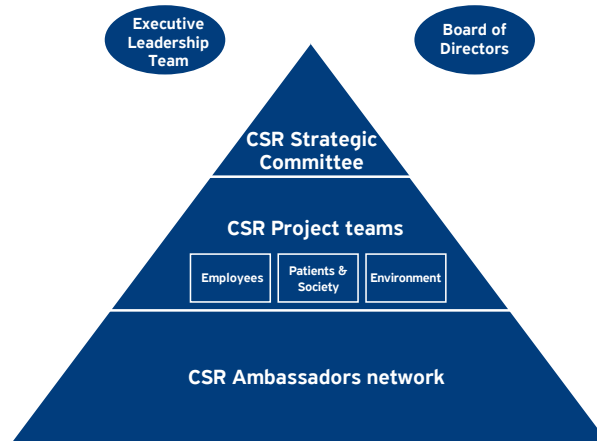 Executive
Leadership
Team
Board of
Directors
CSR Strategic
Committee
CSR Project teams
Employees
Patients &
Society
Environment
CSR Ambassadors network